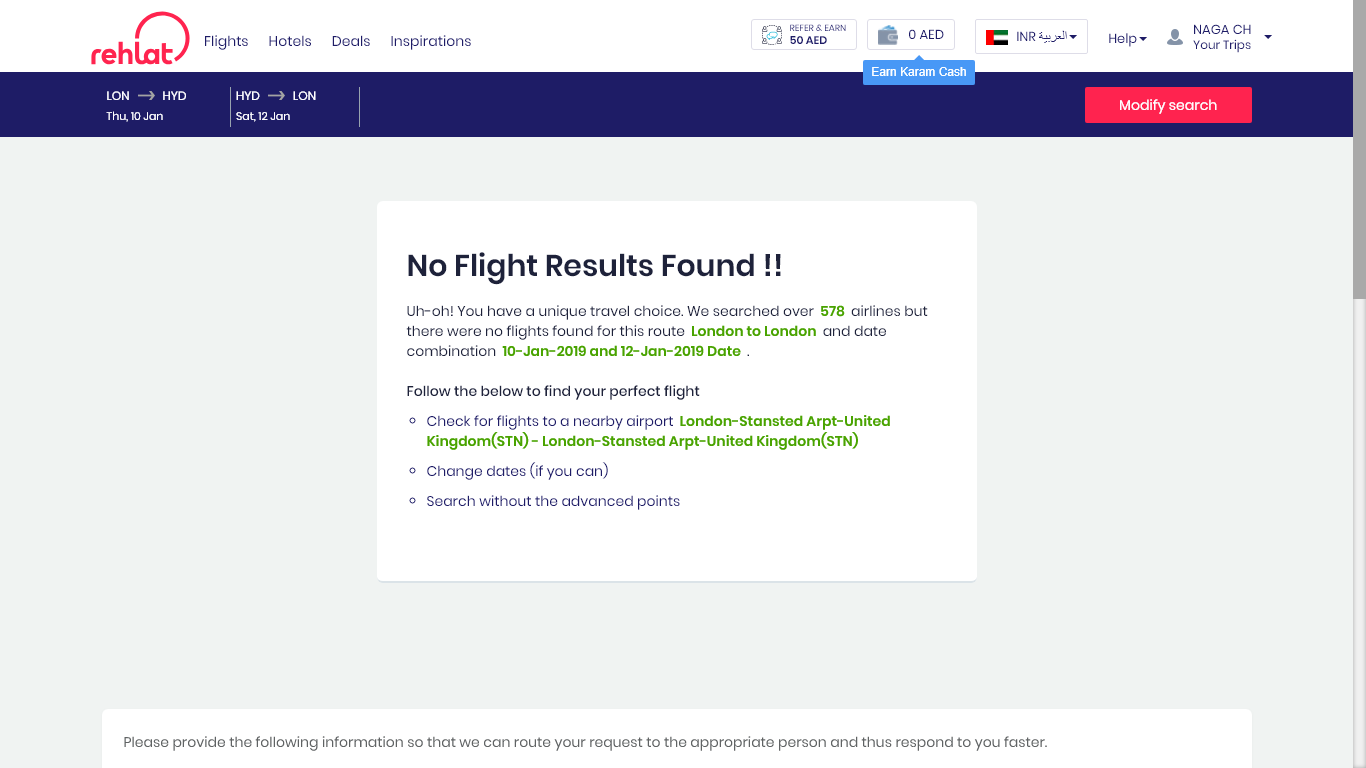 rehlat
Flights Hotels Deals Inspirations
REFER & EARN
50 AED
0 AED
INR العربية
Help
NAGA CH
Your Trips
Earn Karam Cash
LON HYD
Thu, 10 Jan
HYD LON
Sat, 12 Jan
Modify search
No Flight Results Found !!
Uh-oh! You have a unique travel choice. We searched over 578 airlines but
there were no flights found for this route London to London and date
combination 10-Jan-2019 and 12-Jan-2019 Date .
Follow the below to find your perfect flight
Check for flights to a nearby airport London-Stansted Arpt-United
Kingdom(STN) - London-Stansted Arpt-United Kingdom(STN)
Change dates (if you can)
Search without the advanced points
Please provide the following information so that we can route your request to the appropriate person and thus respond to you faster.